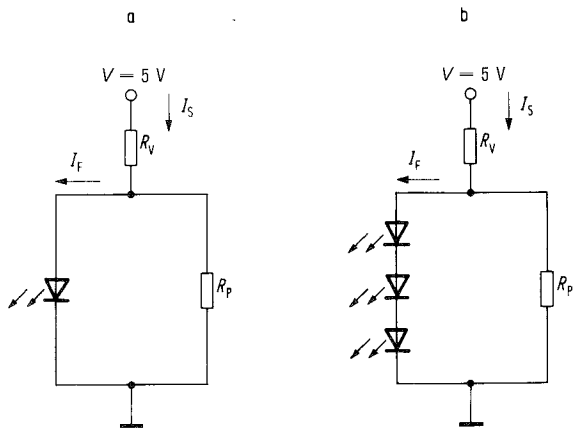 a
V = 5 V
I_S
R_V
I_F
R_P
b
V = 5 V
I_S
R_V
I_F
R_P